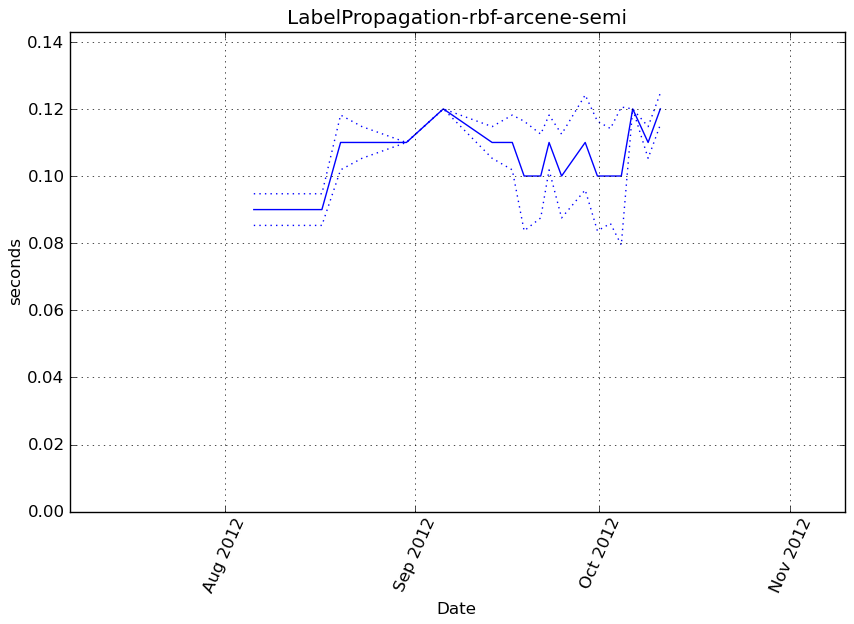 LabelPropagation-rbf-arcene-semi
0.14
0.12
0.10
0.08
0.06
0.04
0.02
0.00
seconds
Aug 2012
Sep 2012
Oct 2012
Nov 2012
Date